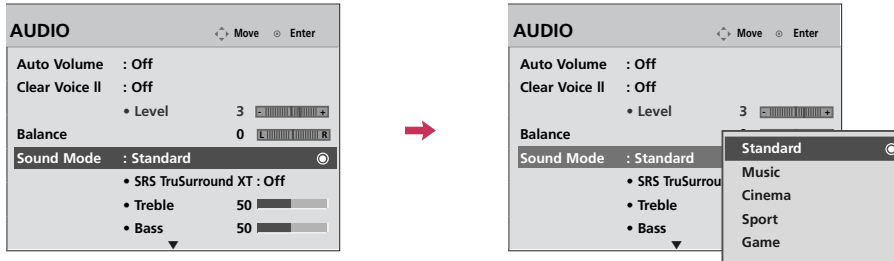 AUDIO Move Enter
Auto Volume : Off
Clear Voice ll : Off
• Level 3 - +
Balance 0 L R
Sound Mode : Standard
• SRS TruSurround XT : Off
• Treble 50
• Bass 50
AUDIO Move Enter
Auto Volume : Off
Clear Voice ll : Off
• Level 3 - +
Balance
Sound Mode : Standard
• SRS TruSurrou
• Treble
• Bass
Standard
Music
Cinema
Sport
Game